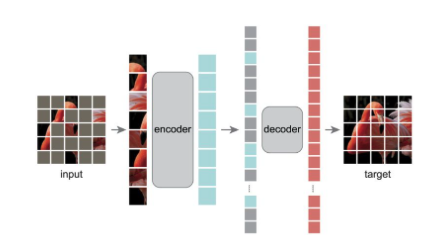 encoder
decoder
input
target